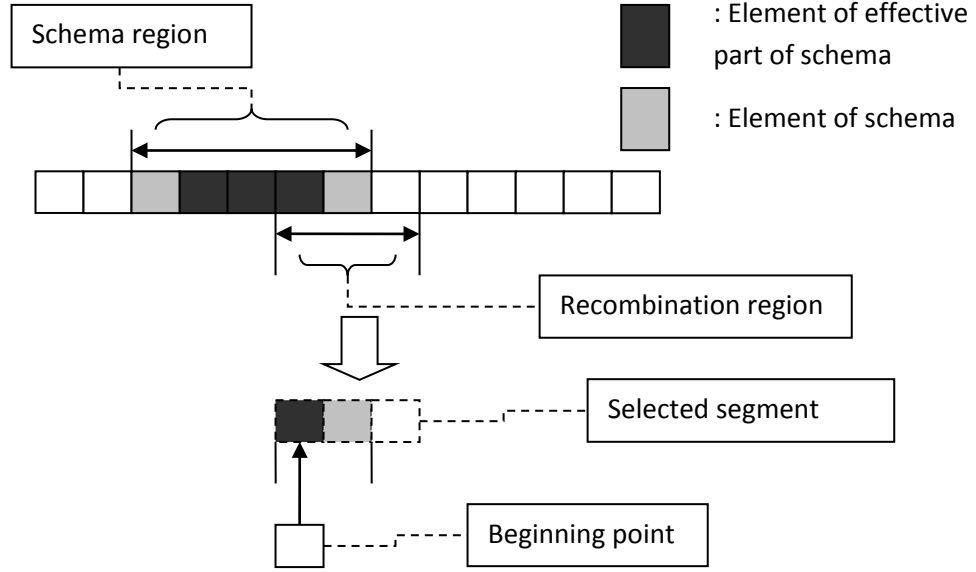 Schema region
: Element of effective
part of schema
: Element of schema
Recombination region
Selected segment
Beginning point